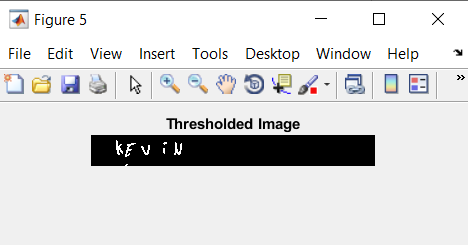 Figure 5
File Edit View Insert Tools Desktop Window Help
Thresholded Image
KEViN